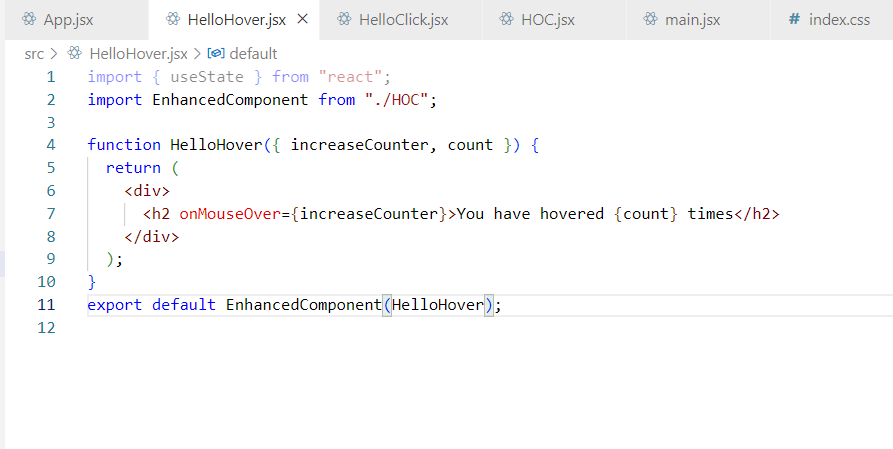 App.jsx HelloHover.jsx HelloClick.jsx HOC.jsx main.jsx # index.css
src > HelloHover.jsx > default
1 import { useState } from "react";
2 import EnhancedComponent from "./HOC";
3
4 function HelloHover({ increaseCounter, count }) {
5 return (
6 <div>
7 <h2 onMouseOver={increaseCounter}>You have hovered {count} times</h2>
8 </div>
9 );
10 }
11 export default EnhancedComponent(HelloHover);
12